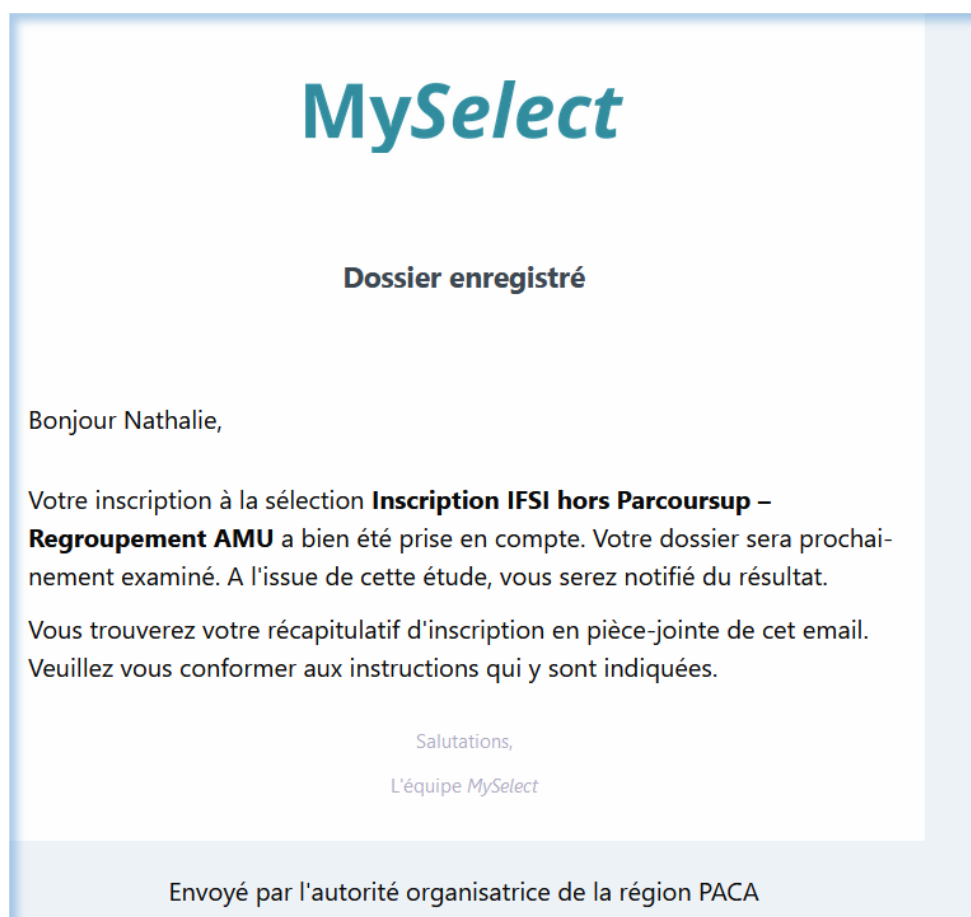 MySelect
Dossier enregistré
Bonjour Nathalie,
Votre inscription à la sélection Inscription IFSI hors Parcoursup –
Regroupement AMU a bien été prise en compte. Votre dossier sera prochai-
nement examiné. A l'issue de cette étude, vous serez notifié du résultat.
Vous trouverez votre récapitulatif d'inscription en pièce-jointe de cet email.
Veuillez vous conformer aux instructions qui y sont indiquées.
Salutations,
L'équipe MySelect
Envoyé par l'autorité organisatrice de la région PACA